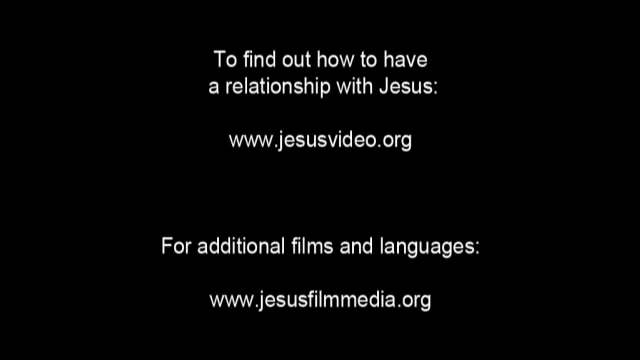 To find out how to have
a relationship with Jesus:
www.jesusvideo.org
For additional films and languages:
www.jesusfilmmedia.org